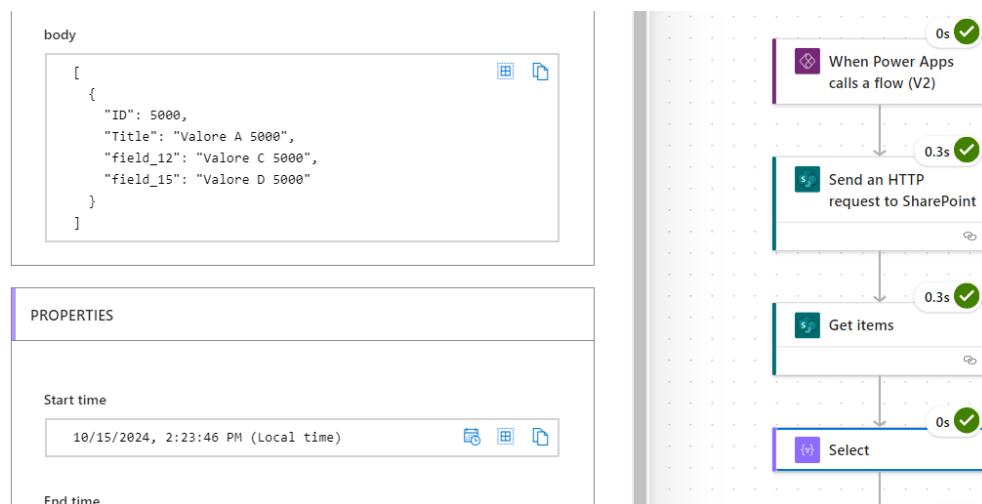 body
[
{
"ID": 5000,
"Title": "Valore A 5000",
"field_12": "Valore C 5000",
"field_15": "Valore D 5000"
}
]
PROPERTIES
Start time
10/15/2024, 2:23:46 PM (Local time)
End time
0s
When Power Apps
calls a flow (V2)
0.3s
Send an HTTP
request to SharePoint
0.3s
Get items
0s
Select